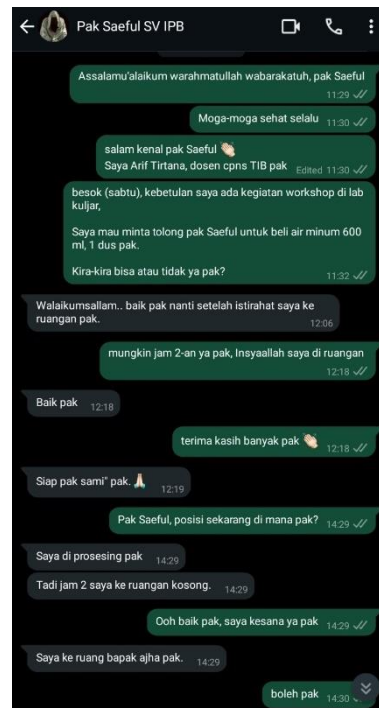 Pak Saeful SV IPB
Assalamu'alaikum warahmatullah wabarakatuh, pak Saeful
11:29
Moga-moga sehat selalu 11:30
salam kenal pak Saeful 👏🏻
Saya Arif Tirtana, dosen cpns TIB pak Edited 11:30
besok (sabtu), kebetulan saya ada kegiatan workshop di lab
kuljar,
Saya mau minta tolong pak Saeful untuk beli air minum 600
ml, 1 dus pak.
Kira-kira bisa atau tidak ya pak?
11:32
Walaikumsallam.. baik pak nanti setelah istirahat saya ke
ruangan pak.
12:06
mungkin jam 2-an ya pak, Insyaallah saya di ruangan
12:18
Baik pak 12:18
terima kasih banyak pak 👏🏻 12:18
Siap pak sami" pak.🙏🏻 12:19
Pak Saeful, posisi sekarang di mana pak? 14:29
Saya di prosesing pak 14:29
Tadi jam 2 saya ke ruangan kosong. 14:29
Ooh baik pak, saya kesana ya pak 14:29
Saya ke ruang bapak ajha pak. 14:29
boleh pak 14:30